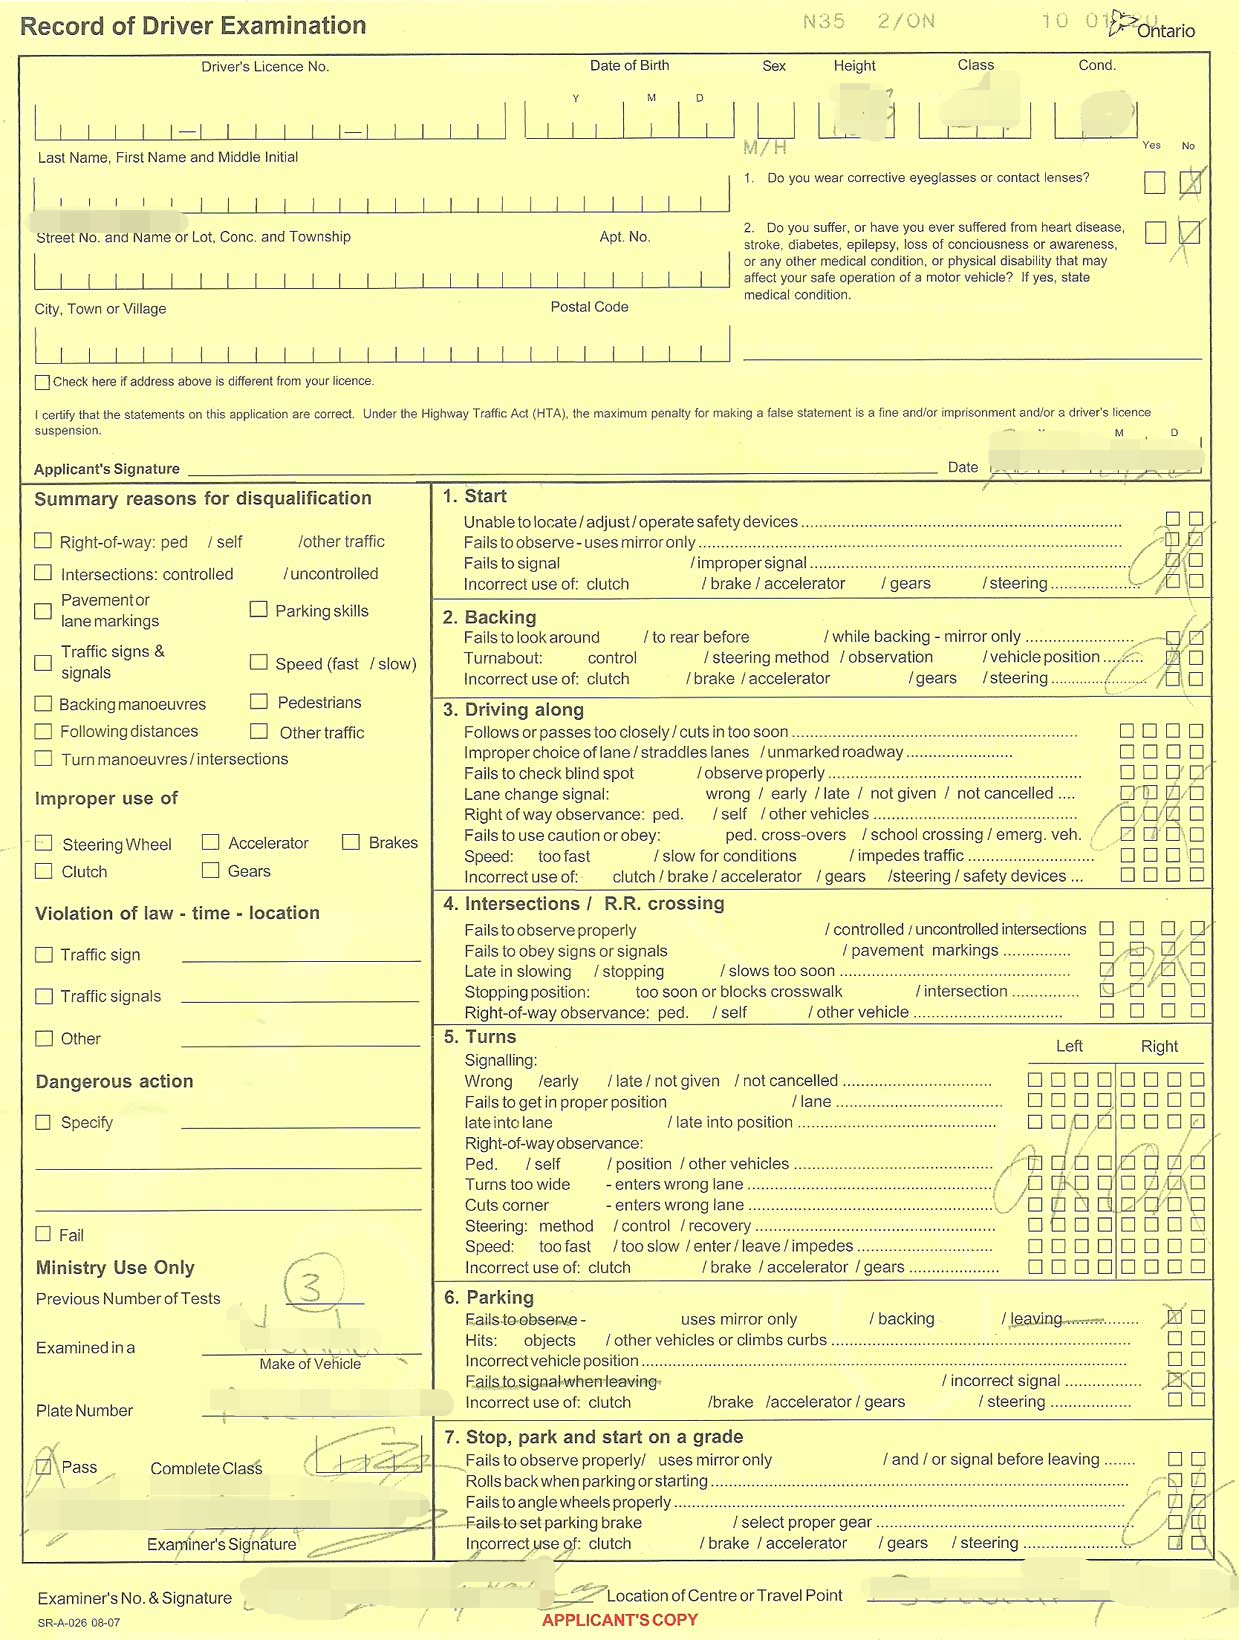 Record of Driver Examination
N35 2/ON
Ontario
Driver's Licence No.
Date of Birth
Sex
Height
Class
Cond.
Y M D
M/H
Yes No
Last Name, First Name and Middle Initial
1. Do you wear corrective eyeglasses or contact lenses?
2. Do you suffer, or have you ever suffered from heart disease,
stroke, diabetes, epilepsy, loss of conciousness or awareness,
or any other medical condition, or physical disability that may
affect your safe operation of a motor vehicle? If yes, state
medical condition.
Street No. and Name or Lot, Conc. and Township
Apt. No.
City, Town or Village
Postal Code
Check here if address above is different from your licence.
I certify that the statements on this application are correct. Under the Highway Traffic Act (HTA), the maximum penalty for making a false statement is a fine and/or imprisonment and/or a driver's licence
suspension.
M D
Applicant's Signature
Date
Summary reasons for disqualification
Right-of-way: ped / self /other traffic
Intersections: controlled /uncontrolled
Pavement or
lane markings
Parking skills
Traffic signs &
signals
Speed (fast / slow)
Backing manoeuvres
Pedestrians
Following distances
Other traffic
Turn manoeuvres/intersections
Improper use of
Steering Wheel
Accelerator
Brakes
Clutch
Gears
Violation of law - time - location
Traffic sign
Traffic signals
Other
Dangerous action
Specify
Fail
Ministry Use Only
Previous Number of Tests
3
Examined in a
Make of Vehicle
Plate Number
Pass
Complete Class
Examiner's Signature
1. Start
Unable to locate / adjust / operate safety devices
Fails to observe - uses mirror only
Fails to signal / improper signal
Incorrect use of: clutch / brake / accelerator / gears / steering
OK
2. Backing
Fails to look around / to rear before / while backing - mirror only
Turnabout: control / steering method / observation / vehicle position
Incorrect use of: clutch / brake / accelerator / gears / steering
OK
3. Driving along
Follows or passes too closely / cuts in too soon
Improper choice of lane / straddles lanes / unmarked roadway
Fails to check blind spot / observe properly
Lane change signal: wrong / early / late / not given / not cancelled
Right of way observance: ped. / self / other vehicles
Fails to use caution or obey: ped. cross-overs / school crossing / emerg. veh.
Speed: too fast / slow for conditions / impedes traffic
Incorrect use of: clutch / brake / accelerator / gears /steering / safety devices
OK
4. Intersections / R.R. crossing
Fails to observe properly / controlled / uncontrolled intersections
Fails to obey signs or signals / pavement markings
Late in slowing / stopping / slows too soon
Stopping position: too soon or blocks crosswalk / intersection
Right-of-way observance: ped. / self / other vehicle
OK
5. Turns
Left Right
Signalling:
Wrong /early / late / not given / not cancelled
Fails to get in proper position / lane
late into lane / late into position
Right-of-way observance:
Ped. / self / position / other vehicles
Turns too wide - enters wrong lane
Cuts corner - enters wrong lane
Steering: method / control / recovery
Speed: too fast / too slow / enter / leave / impedes
Incorrect use of: clutch / brake / accelerator / gears
OK OK
6. Parking
Fails to observe - uses mirror only / backing / leaving
Hits: objects / other vehicles or climbs curbs
Incorrect vehicle position
Fails to signal when leaving / incorrect signal
Incorrect use of: clutch /brake /accelerator / gears / steering
7. Stop, park and start on a grade
Fails to observe properly/ uses mirror only / and / or signal before leaving
Rolls back when parking or starting
Fails to angle wheels properly
Fails to set parking brake / select proper gear
Incorrect use of: clutch / brake / accelerator / gears / steering
OK
Examiner's No. & Signature
Location of Centre or Travel Point
SR-A-026 08-07
APPLICANT'S COPY